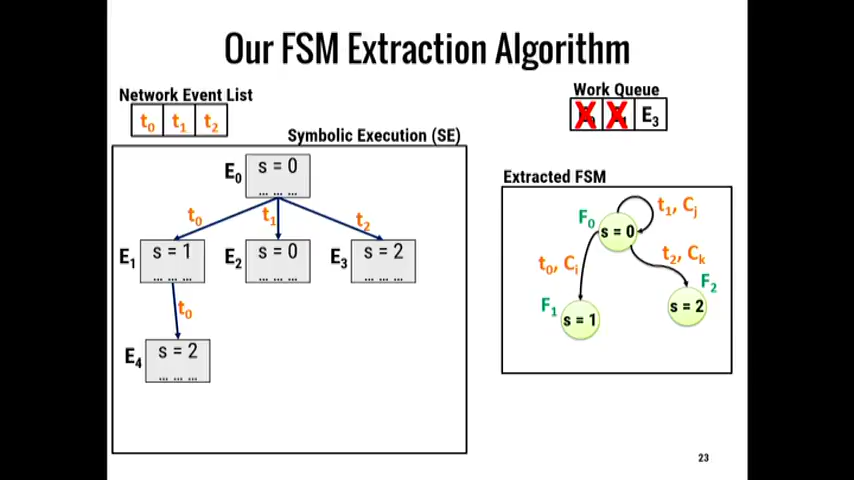 Our FSM Extraction Algorithm
Network Event List
t0 t1 t2
Work Queue
E3
Symbolic Execution (SE)
E0 s = 0
... ... ...
t0 t1 t2
E1 s = 1
... ... ...
E2 s = 0
... ... ...
E3 s = 2
... ... ...
t0
E4 s = 2
... ... ...
Extracted FSM
F0 s = 0
t1, Cj
t0, Ci
t2, Ck
F1 s = 1
F2 s = 2
23